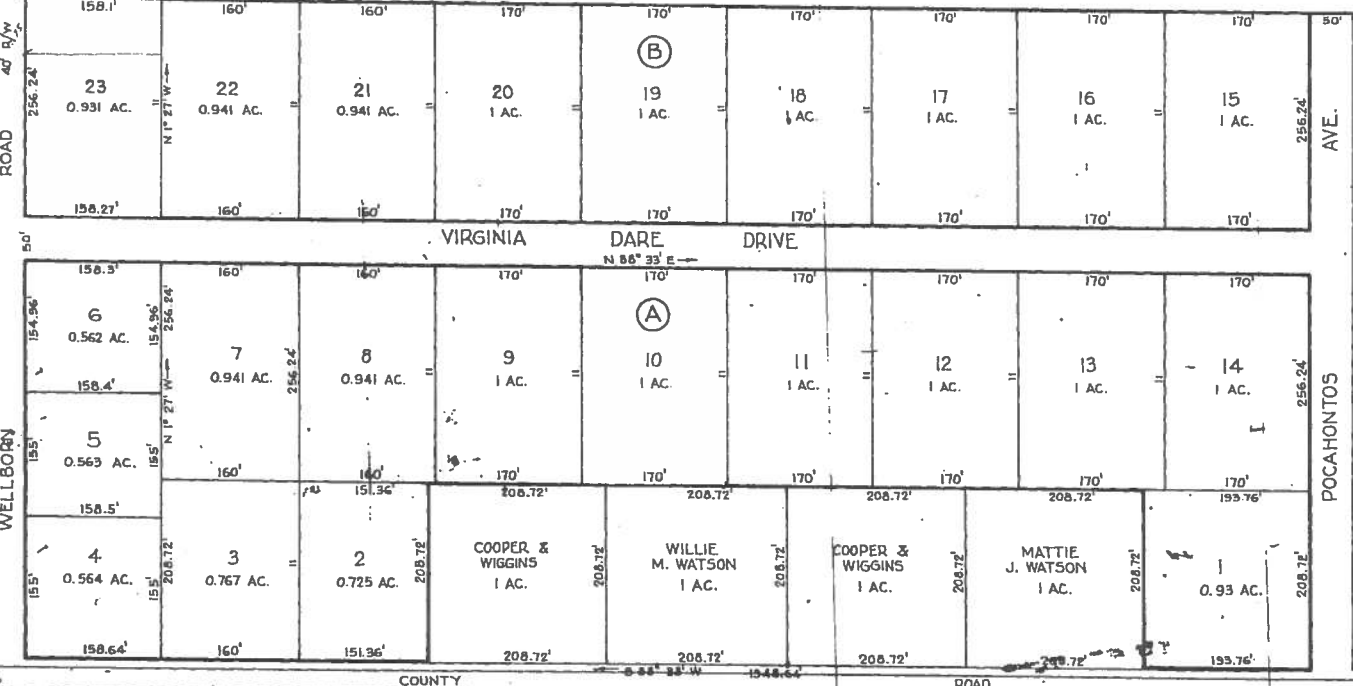 158.1' 160' 160' 170' 170' 170' 170' 170' 170' 50'
40' R/W
B
23 22 21 20 19 18 17 16 15
0.931 AC. 0.941 AC. 0.941 AC. 1 AC. 1 AC. 1 AC. 1 AC. 1 AC. 1 AC.
256.24' N 1° 27' W 256.24'
ROAD AVE.
158.27' 160' 160' 170' 170' 170' 170' 170' 170'
VIRGINIA DARE DRIVE
50'
N 88° 33' E
158.3' 160' 160' 170' 170' 170' 170' 170' 170'
A
6
0.562 AC.
154.96' 154.96' 256.24'
7 8 9 10 11 12 13 14
0.941 AC. 0.941 AC. 1 AC. 1 AC. 1 AC. 1 AC. 1 AC. 1 AC.
256.24' 256.24'
158.4'
N 1° 27' W
5
0.563 AC.
155' 155'
WELLBORN POCAHONTOS
160' 160' 170' 170' 170' 170' 170' 170'
158.5' 151.36' 208.72' 208.72' 208.72' 208.72' 193.76'
4 3 2 1
0.564 AC. 0.767 AC. 0.725 AC. 0.93 AC.
155' 155' 208.72' 208.72' 208.72' 208.72' 208.72' 208.72'
COOPER &
WIGGINS
1 AC.
WILLIE
M. WATSON
1 AC.
COOPER &
WIGGINS
1 AC.
MATTIE
J. WATSON
1 AC.
158.64' 160' 151.36' 208.72' 208.72' 208.72' 208.72' 193.76'
COUNTY ROAD